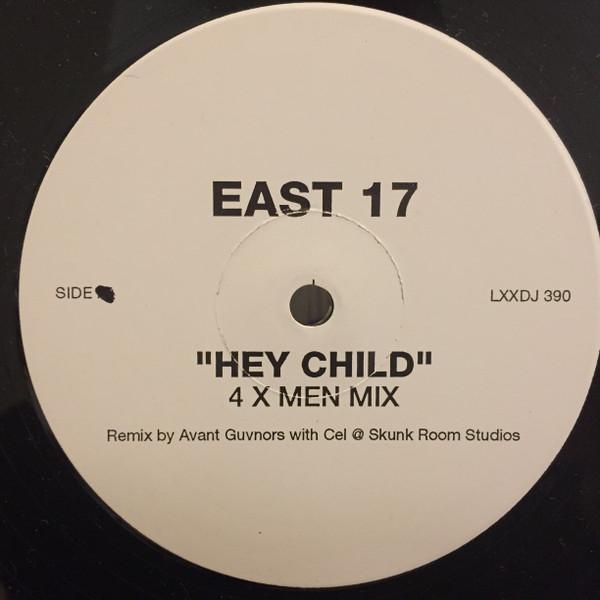 EAST 17
SIDE
LXXDJ 390
"HEY CHILD"
4 X MEN MIX
Remix by Avant Guvnors with Cel @ Skunk Room Studios